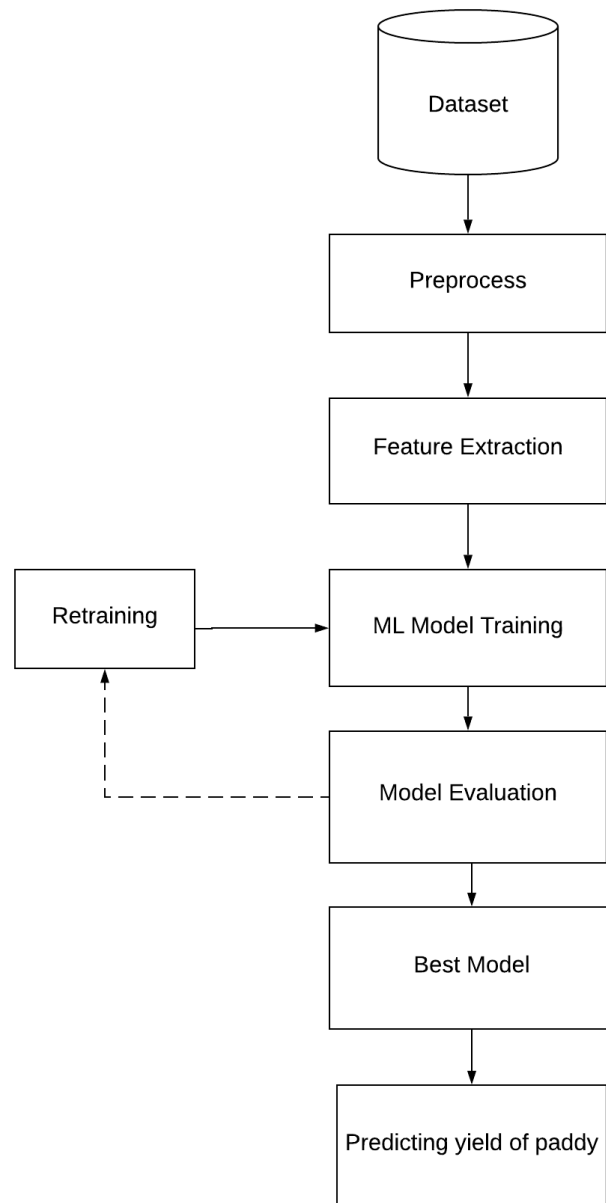 Dataset
Preprocess
Feature Extraction
Retraining
ML Model Training
Model Evaluation
Best Model
Predicting yield of paddy